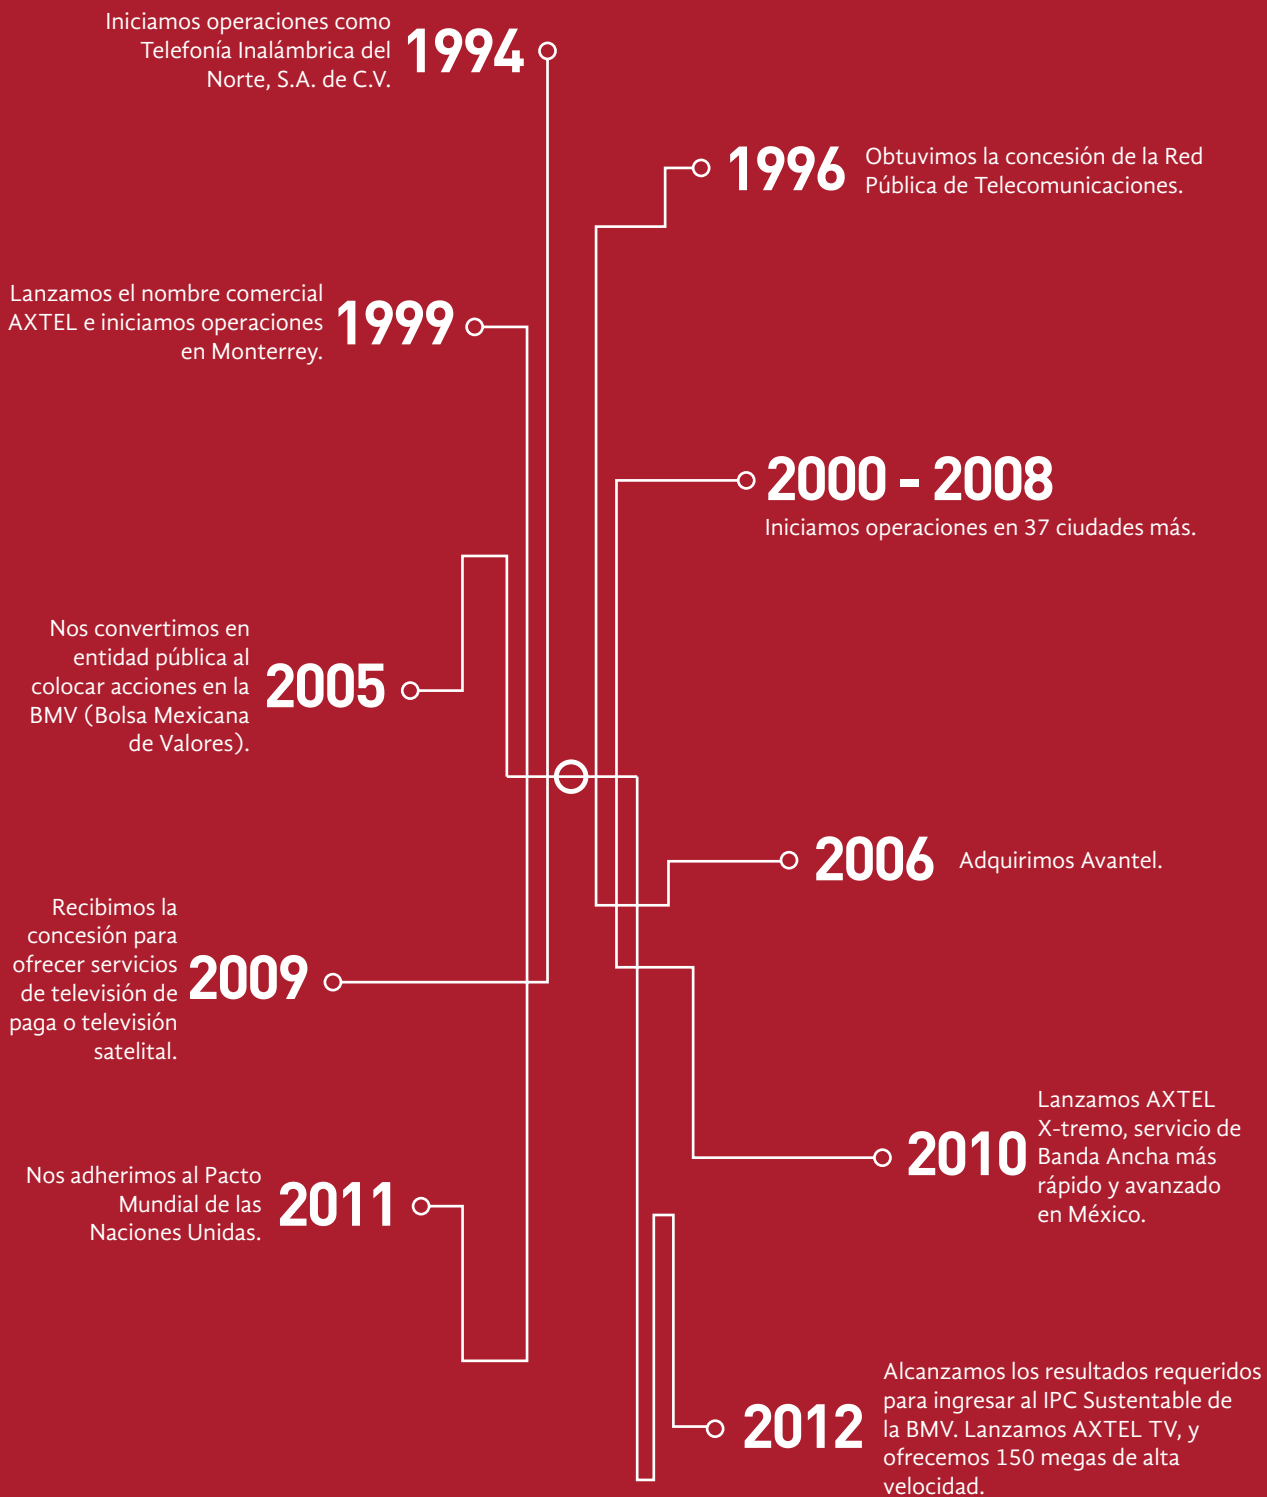 Iniciamos operaciones como
Telefonía Inalámbrica del
Norte, S.A. de C.V.
1994
1996
Obtuvimos la concesión de la Red
Pública de Telecomunicaciones.
Lanzamos el nombre comercial
AXTEL e iniciamos operaciones
en Monterrey.
1999
2000 - 2008
Iniciamos operaciones en 37 ciudades más.
Nos convertimos en
entidad pública al
colocar acciones en la
BMV (Bolsa Mexicana
de Valores).
2005
2006
Adquirimos Avantel.
Recibimos la
concesión para
ofrecer servicios
de televisión de
paga o televisión
satelital.
2009
2010
Lanzamos AXTEL
X-tremo, servicio de
Banda Ancha más
rápido y avanzado
en México.
Nos adherimos al Pacto
Mundial de las
Naciones Unidas.
2011
2012
Alcanzamos los resultados requeridos
para ingresar al IPC Sustentable de
la BMV. Lanzamos AXTEL TV, y
ofrecemos 150 megas de alta
velocidad.